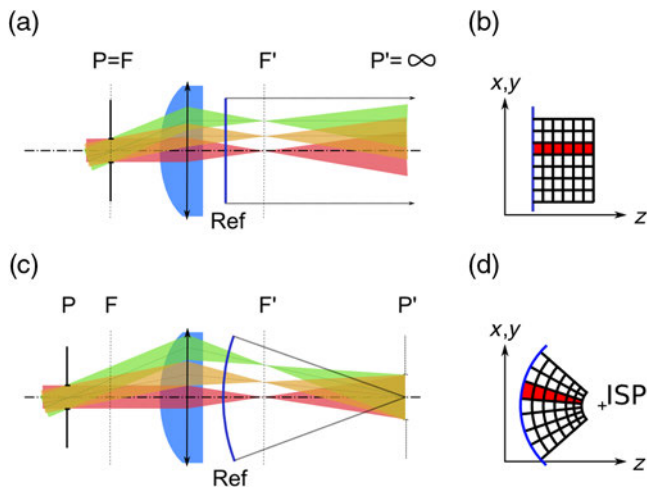 (a)
P=F
F'
P'=∞
Ref
(b)
x,y
z
(c)
P
F
F'
P'
Ref
(d)
x,y
+ISP
z